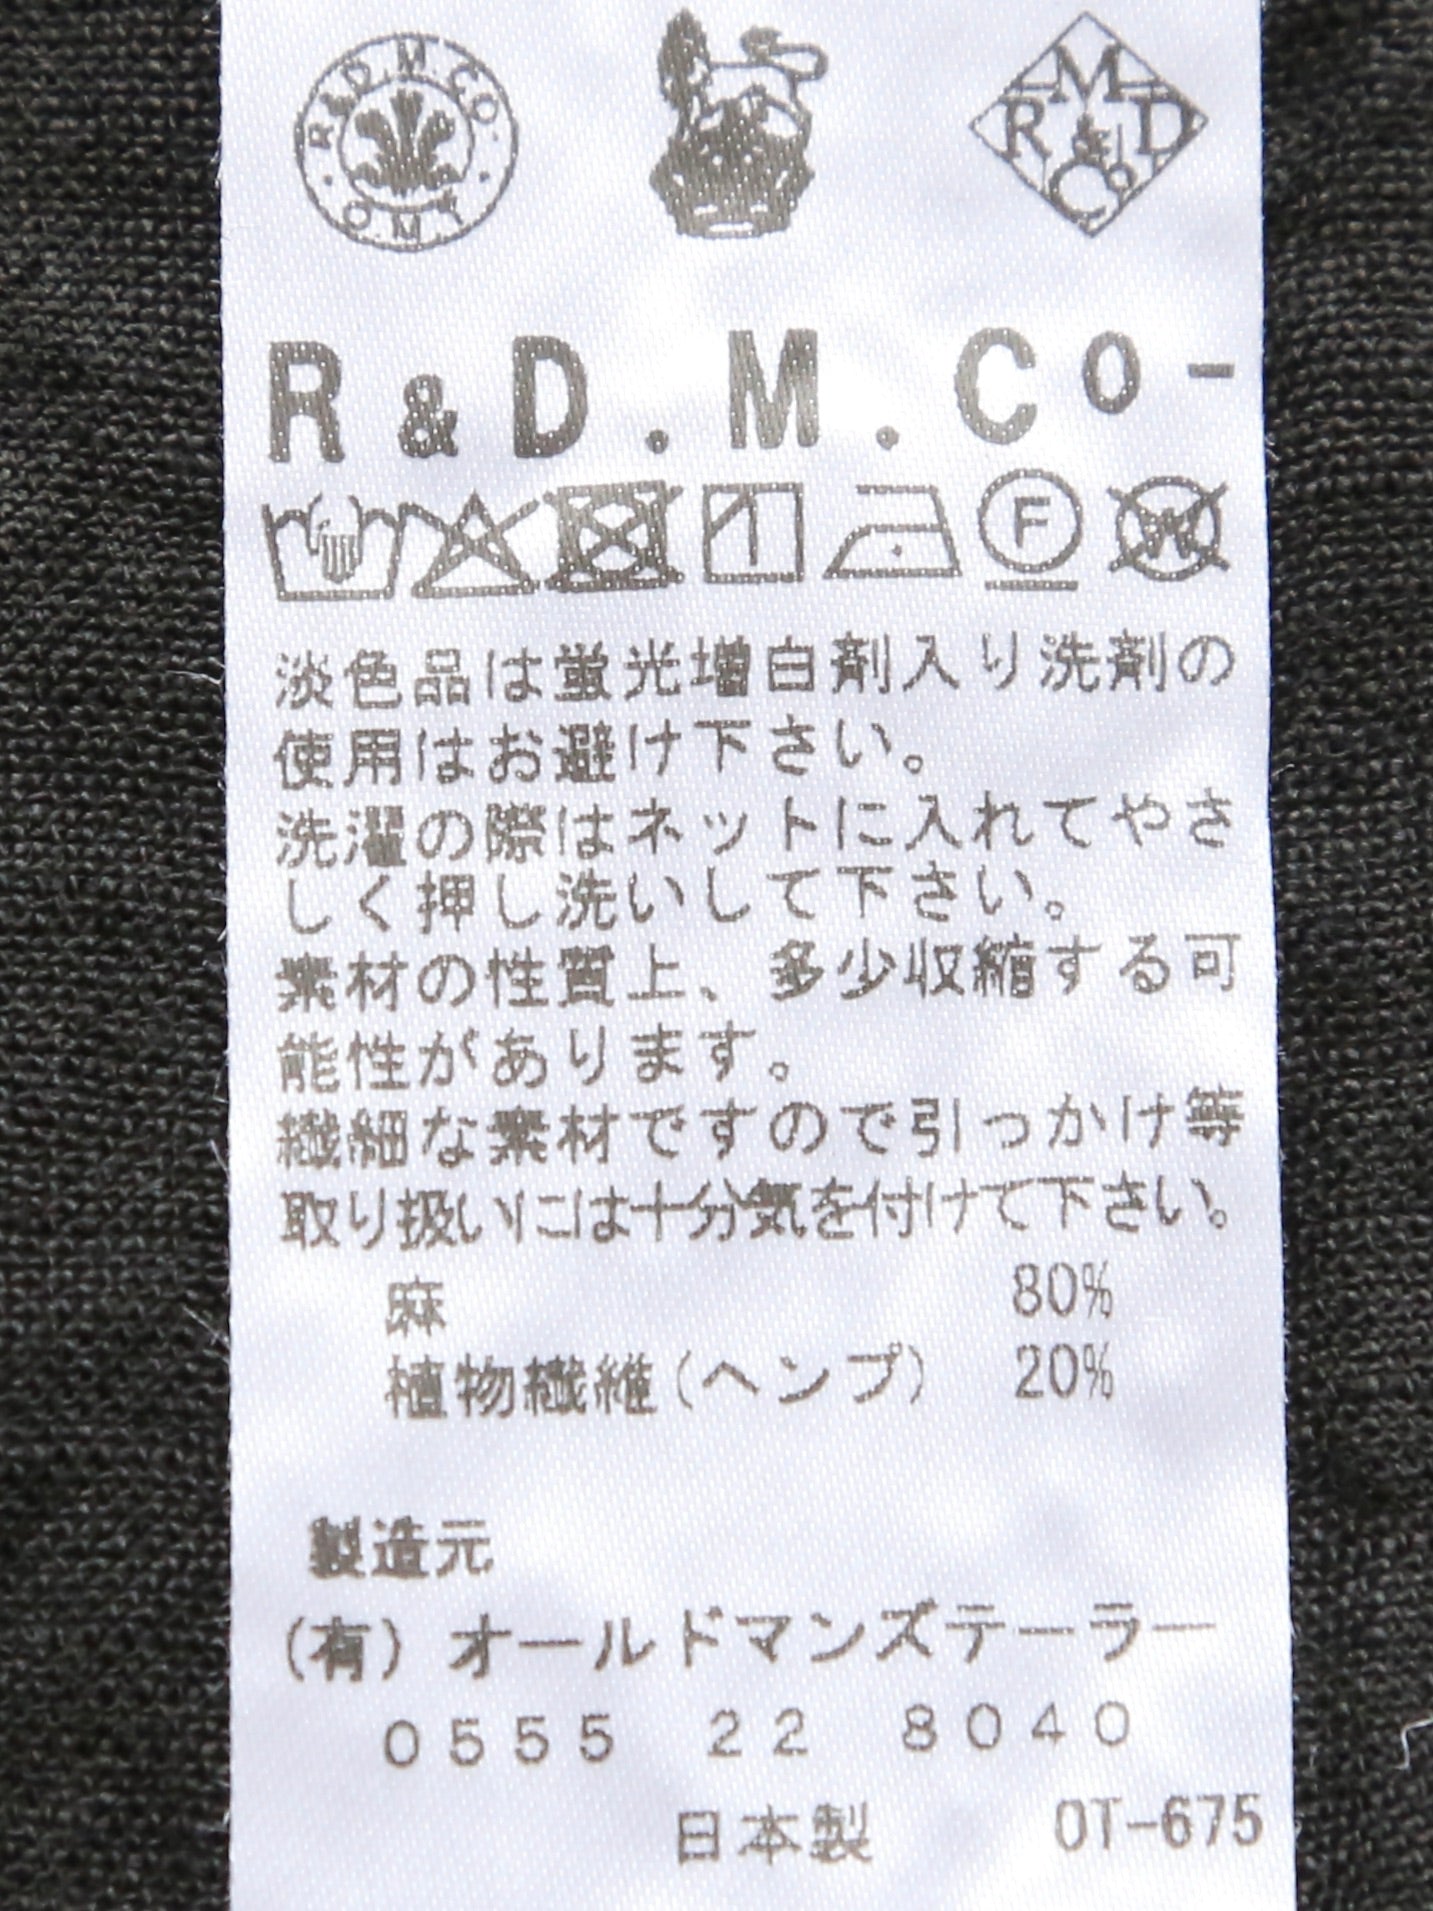 R&D.M.CO-
OMT
M
R&D
Co
R&D.M.Co-
F
W
淡色品は蛍光増白剤入り洗剤の
使用はお避け下さい。
洗濯の際はネットに入れてやさ
しく押し洗いして下さい。
素材の性質上、多少収縮する可
能性があります。
繊細な素材ですので引っかけ等
取り扱いには十分気を付けて下さい。
麻 80%
植物繊維(ヘンプ) 20%
製造元
(有)オールドマンズテーラー
0555 22 8040
日本製 OT-675